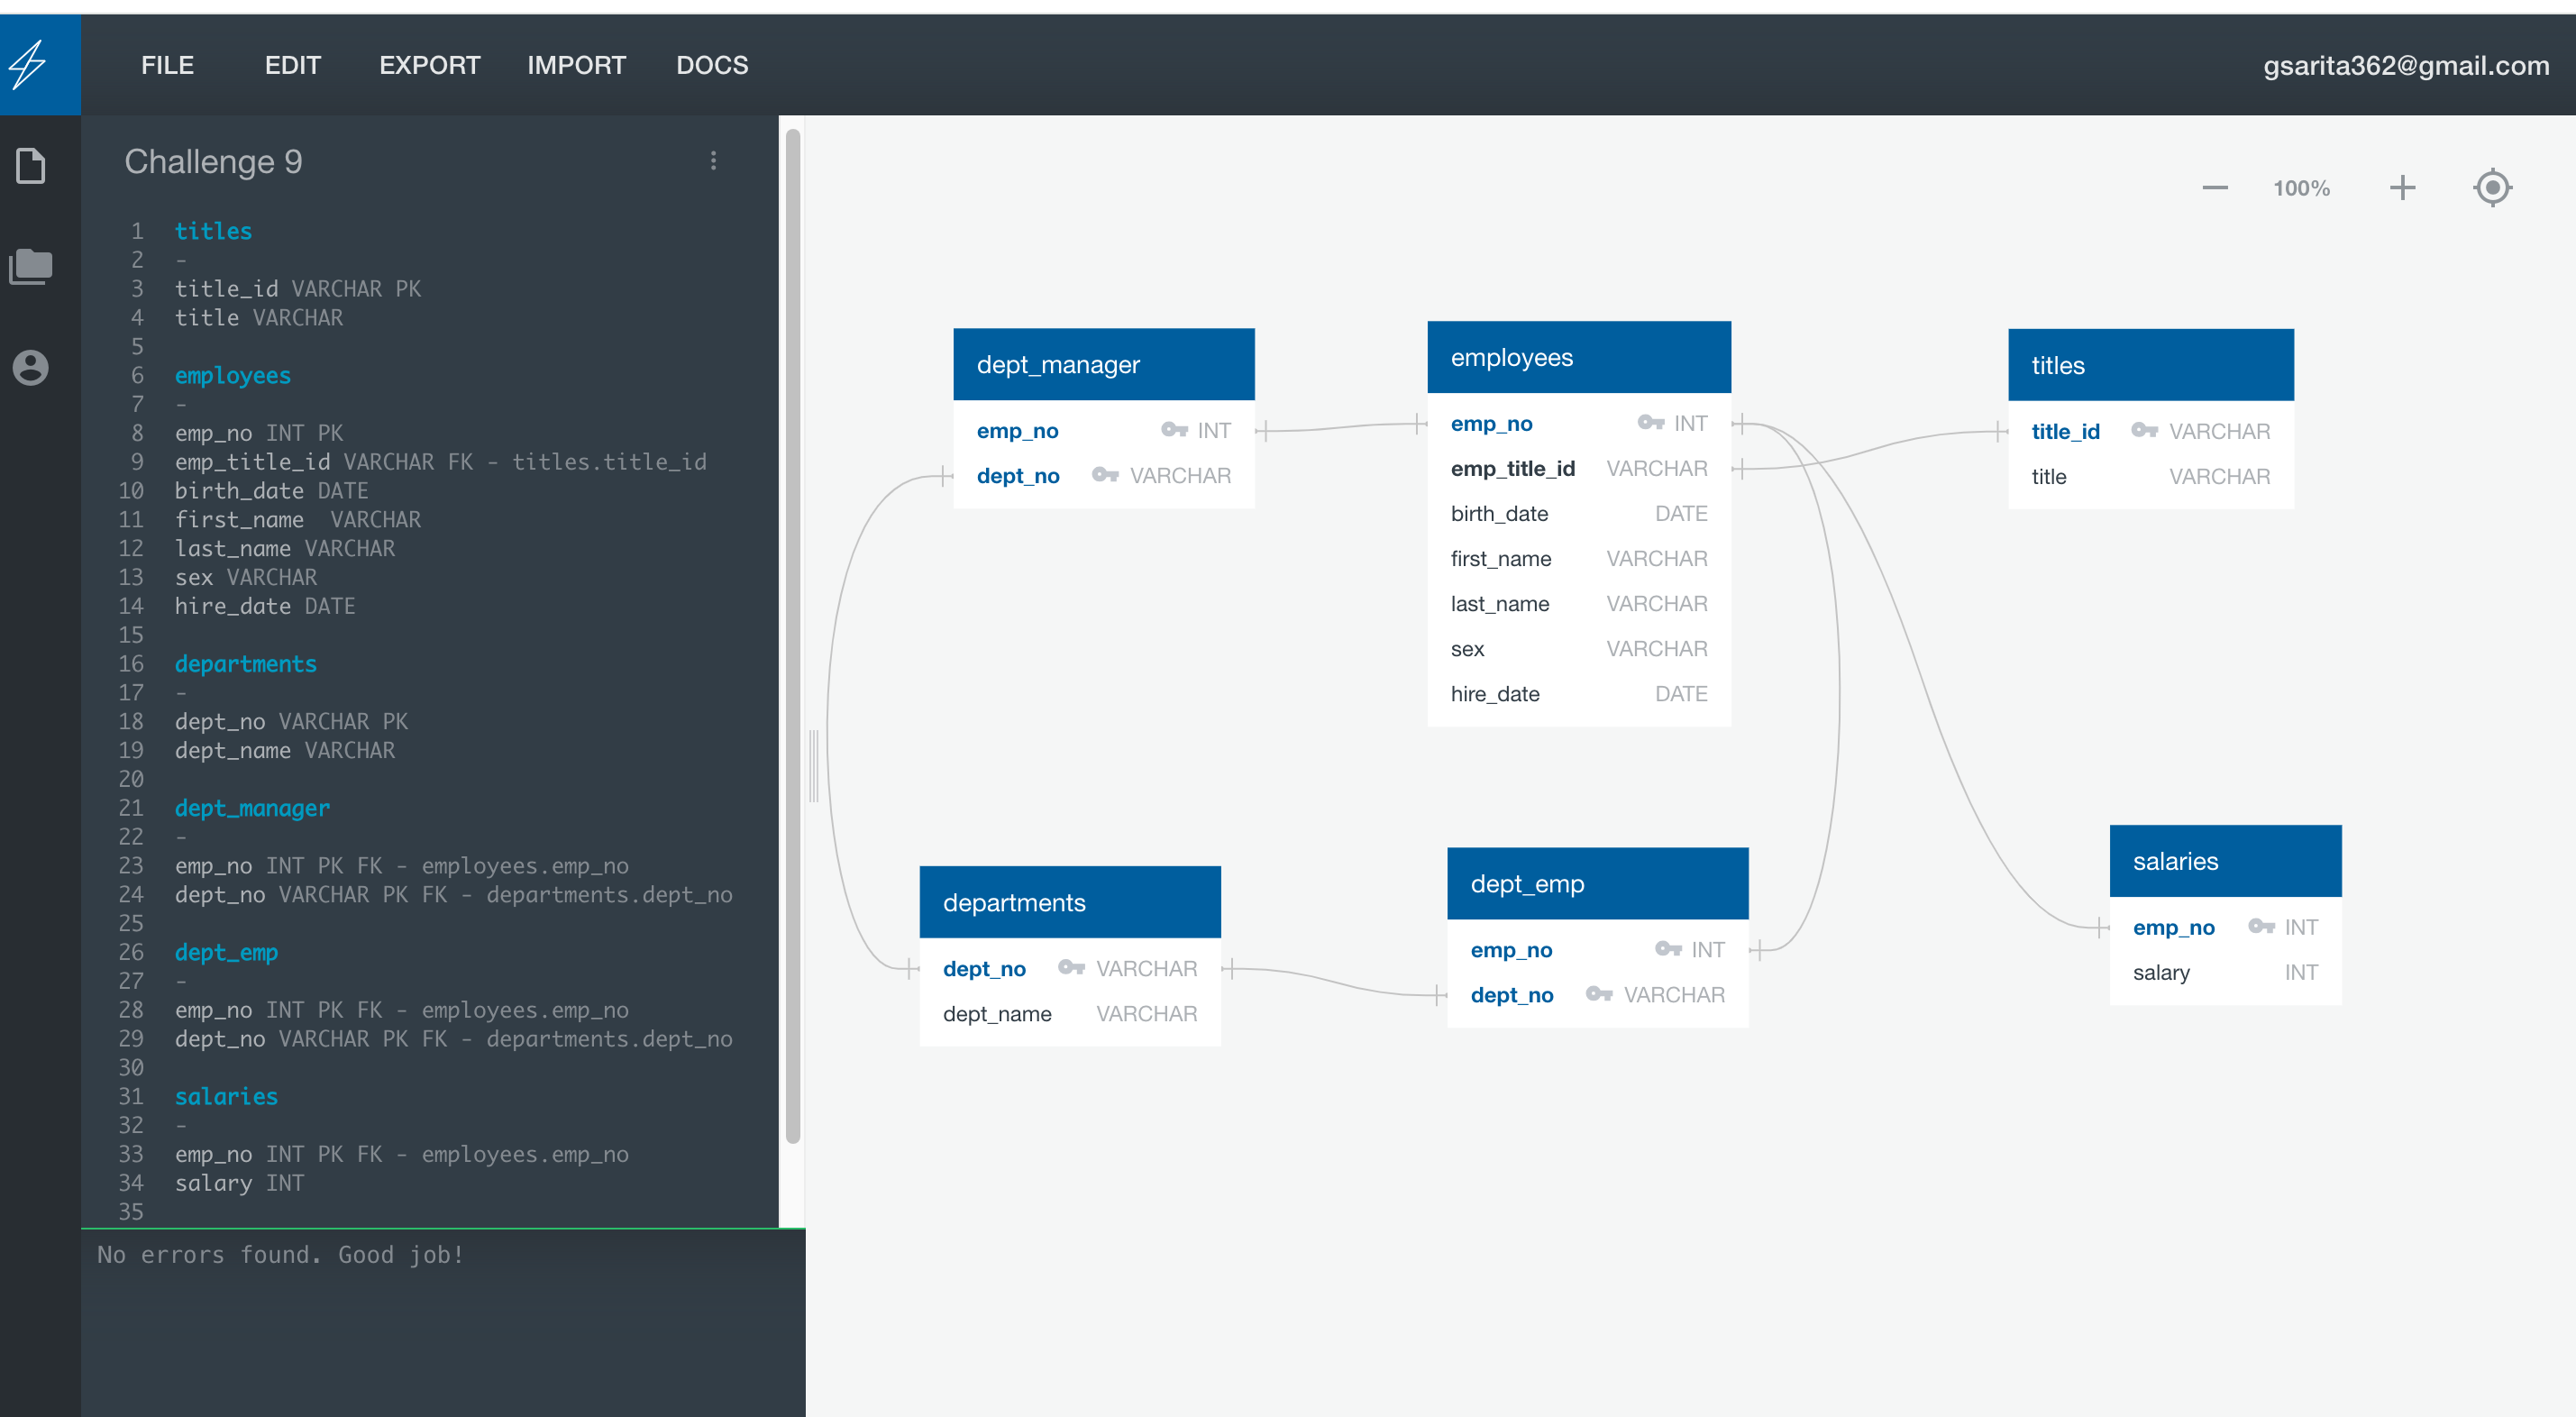 FILE EDIT EXPORT IMPORT DOCS gsarita362@gmail.com
Challenge 9
1 titles
2 -
3 title_id VARCHAR PK
4 title VARCHAR
5
6 employees
7 -
8 emp_no INT PK
9 emp_title_id VARCHAR FK - titles.title_id
10 birth_date DATE
11 first_name  VARCHAR
12 last_name VARCHAR
13 sex VARCHAR
14 hire_date DATE
15
16 departments
17 -
18 dept_no VARCHAR PK
19 dept_name VARCHAR
20
21 dept_manager
22 -
23 emp_no INT PK FK - employees.emp_no
24 dept_no VARCHAR PK FK - departments.dept_no
25
26 dept_emp
27 -
28 emp_no INT PK FK - employees.emp_no
29 dept_no VARCHAR PK FK - departments.dept_no
30
31 salaries
32 -
33 emp_no INT PK FK - employees.emp_no
34 salary INT
35
No errors found. Good job!
100%
dept_manager
emp_no INT
dept_no VARCHAR
employees
emp_no INT
emp_title_id VARCHAR
birth_date DATE
first_name VARCHAR
last_name VARCHAR
sex VARCHAR
hire_date DATE
titles
title_id VARCHAR
title VARCHAR
departments
dept_no VARCHAR
dept_name VARCHAR
dept_emp
emp_no INT
dept_no VARCHAR
salaries
emp_no INT
salary INT